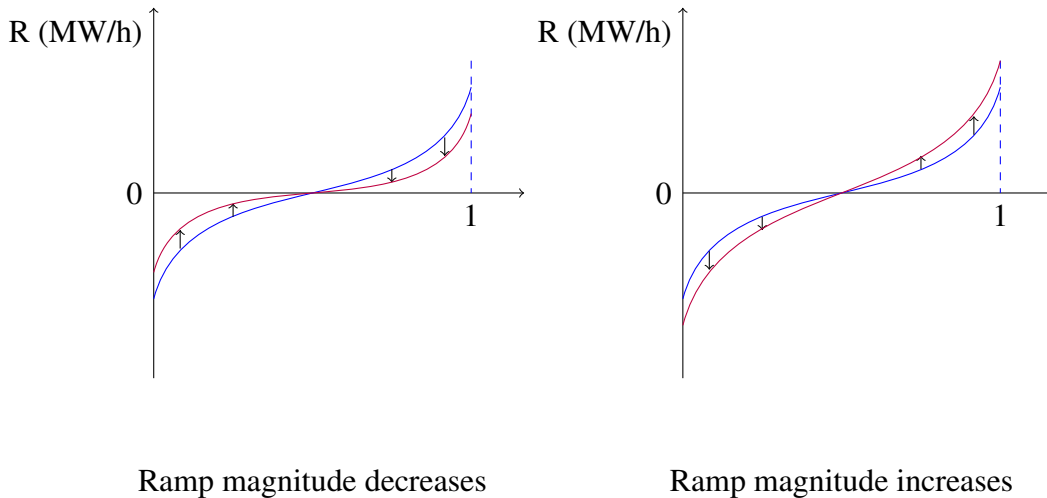 R (MW/h)
0
1
Ramp magnitude decreases
R (MW/h)
0
1
Ramp magnitude increases